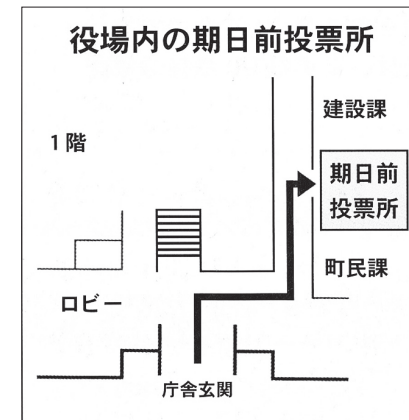 役場内の期日前投票所
建設課
1階
期日前
投票所
町民課
ロビー
庁舎玄関